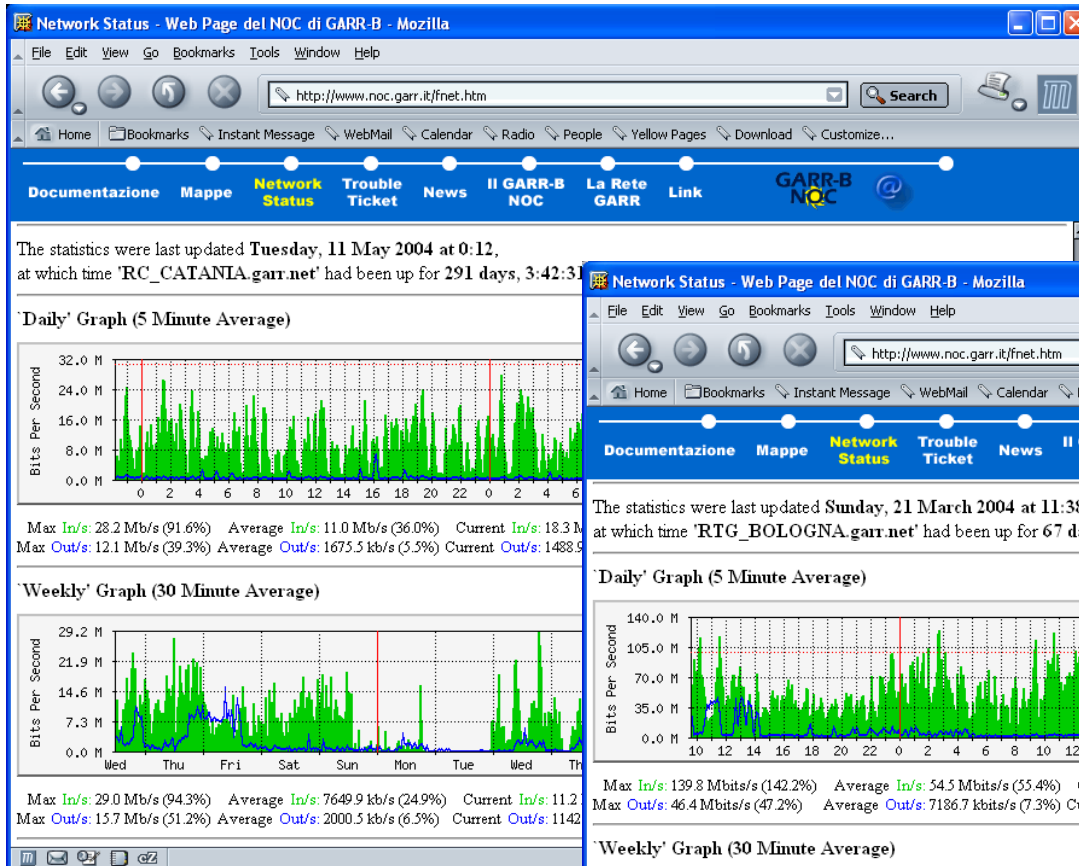 Network Status - Web Page del NOC di GARR-B - Mozilla
File Edit View Go Bookmarks Tools Window Help
http://www.noc.garr.it/fnet.htm
Search
Home Bookmarks Instant Message WebMail Calendar Radio People Yellow Pages Download Customize...
Documentazione Mappe Network Status Trouble Ticket News Il GARR-B NOC La Rete GARR Link GARR-B NOC @
The statistics were last updated Tuesday, 11 May 2004 at 0:12,
at which time 'RC_CATANIA.garr.net' had been up for 291 days, 3:42:31
`Daily' Graph (5 Minute Average)
Bits Per Second
32.0 M
24.0 M
16.0 M
8.0 M
0.0 M
0 2 4 6 8 10 12 14 16 18 20 22 0 2 4 6
Max In/s: 28.2 Mb/s (91.6%) Average In/s: 11.0 Mb/s (36.0%) Current In/s: 18.3
Max Out/s: 12.1 Mb/s (39.3%) Average Out/s: 1675.5 kb/s (5.5%) Current Out/s: 1488.9
`Weekly' Graph (30 Minute Average)
Bits Per Second
29.2 M
21.9 M
14.6 M
7.3 M
0.0 M
Wed Thu Fri Sat Sun Mon Tue Wed Th
Max In/s: 29.0 Mb/s (94.3%) Average In/s: 7649.9 kb/s (24.9%) Current In/s: 11.2
Max Out/s: 15.7 Mb/s (51.2%) Average Out/s: 2000.5 kb/s (6.5%) Current Out/s: 1142
Network Status - Web Page del NOC di GARR-B - Mozilla
File Edit View Go Bookmarks Tools Window Help
http://www.noc.garr.it/fnet.htm
Home Bookmarks Instant Message WebMail Calendar
Documentazione Mappe Network Status Trouble Ticket News Il
The statistics were last updated Sunday, 21 March 2004 at 11:38
at which time 'RTG_BOLOGNA.garr.net' had been up for 67 d
`Daily' Graph (5 Minute Average)
Bits Per Second
140.0 M
105.0 M
70.0 M
35.0 M
0.0 M
10 12 14 16 18 20 22 0 2 4 6 8 10 12
Max In/s: 139.8 Mbits/s (142.2%) Average In/s: 54.5 Mbits/s (55.4%)
Max Out/s: 46.4 Mbits/s (47.2%) Average Out/s: 7186.7 kbits/s (7.3%) Cu
`Weekly' Graph (30 Minute Average)